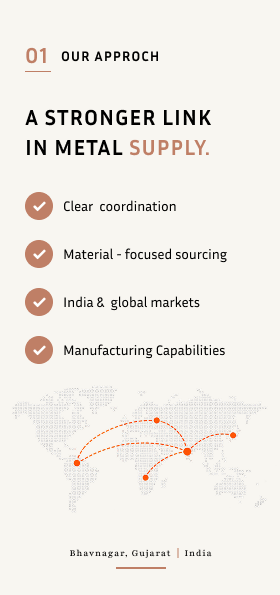 01 OUR APPROCH
A STRONGER LINK
IN METAL SUPPLY.
Clear coordination
Material - focused sourcing
India & global markets
Manufacturing Capabilities
Bhavnagar, Gujarat | India